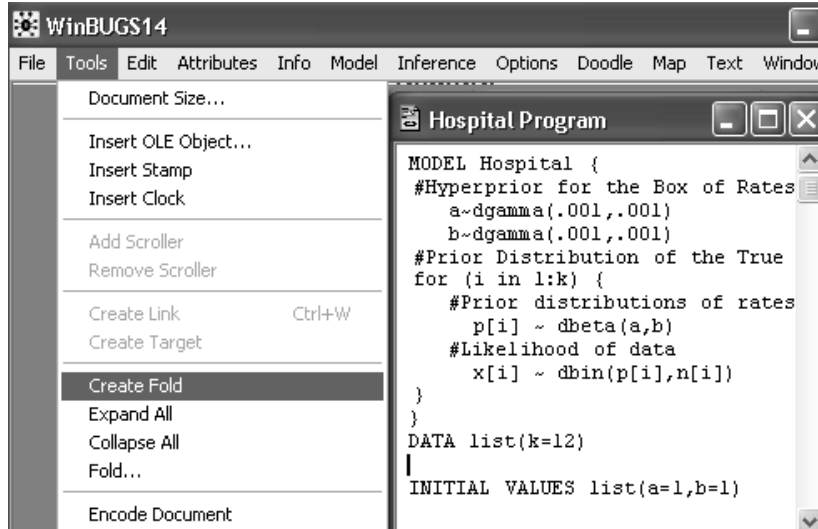 WinBUGS14
File Tools Edit Attributes Info Model Inference Options Doodle Map Text Window
Document Size...
Insert OLE Object...
Insert Stamp
Insert Clock
Add Scroller
Remove Scroller
Create Link Ctrl+W
Create Target
Create Fold
Expand All
Collapse All
Fold...
Encode Document
Hospital Program
MODEL Hospital {
#Hyperprior for the Box of Rates
a~dgamma(.001,.001)
b~dgamma(.001,.001)
#Prior Distribution of the True
for (i in 1:k) {
#Prior distributions of rates
p[i] ~ dbeta(a,b)
#Likelihood of data
x[i] ~ dbin(p[i],n[i])
}
}
DATA list(k=12)
INITIAL VALUES list(a=1,b=1)